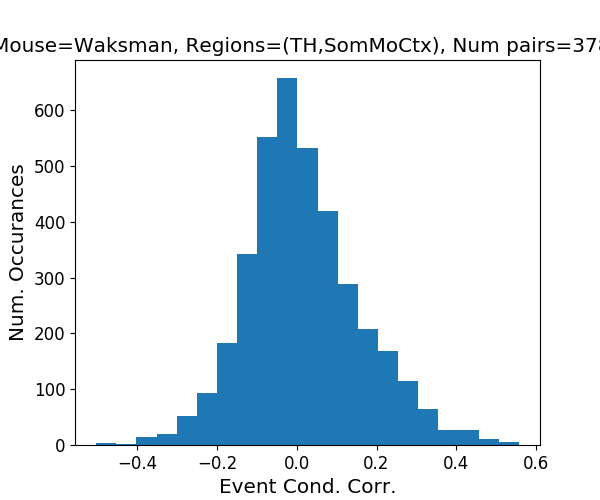 Mouse=Waksman, Regions=(TH,SomMoCtx), Num pairs=378
600
500
400
300
200
100
0
Num. Occurances
−0.4 −0.2 0.0 0.2 0.4 0.6
Event Cond. Corr.